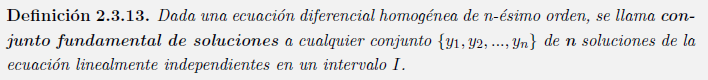 Definición 2.3.13. Dada una ecuación diferencial homogénea de n-ésimo orden, se llama con-
junto fundamental de soluciones a cualquier conjunto {y₁, y₂, ..., yₙ} de n soluciones de la
ecuación linealmente independientes en un intervalo I.